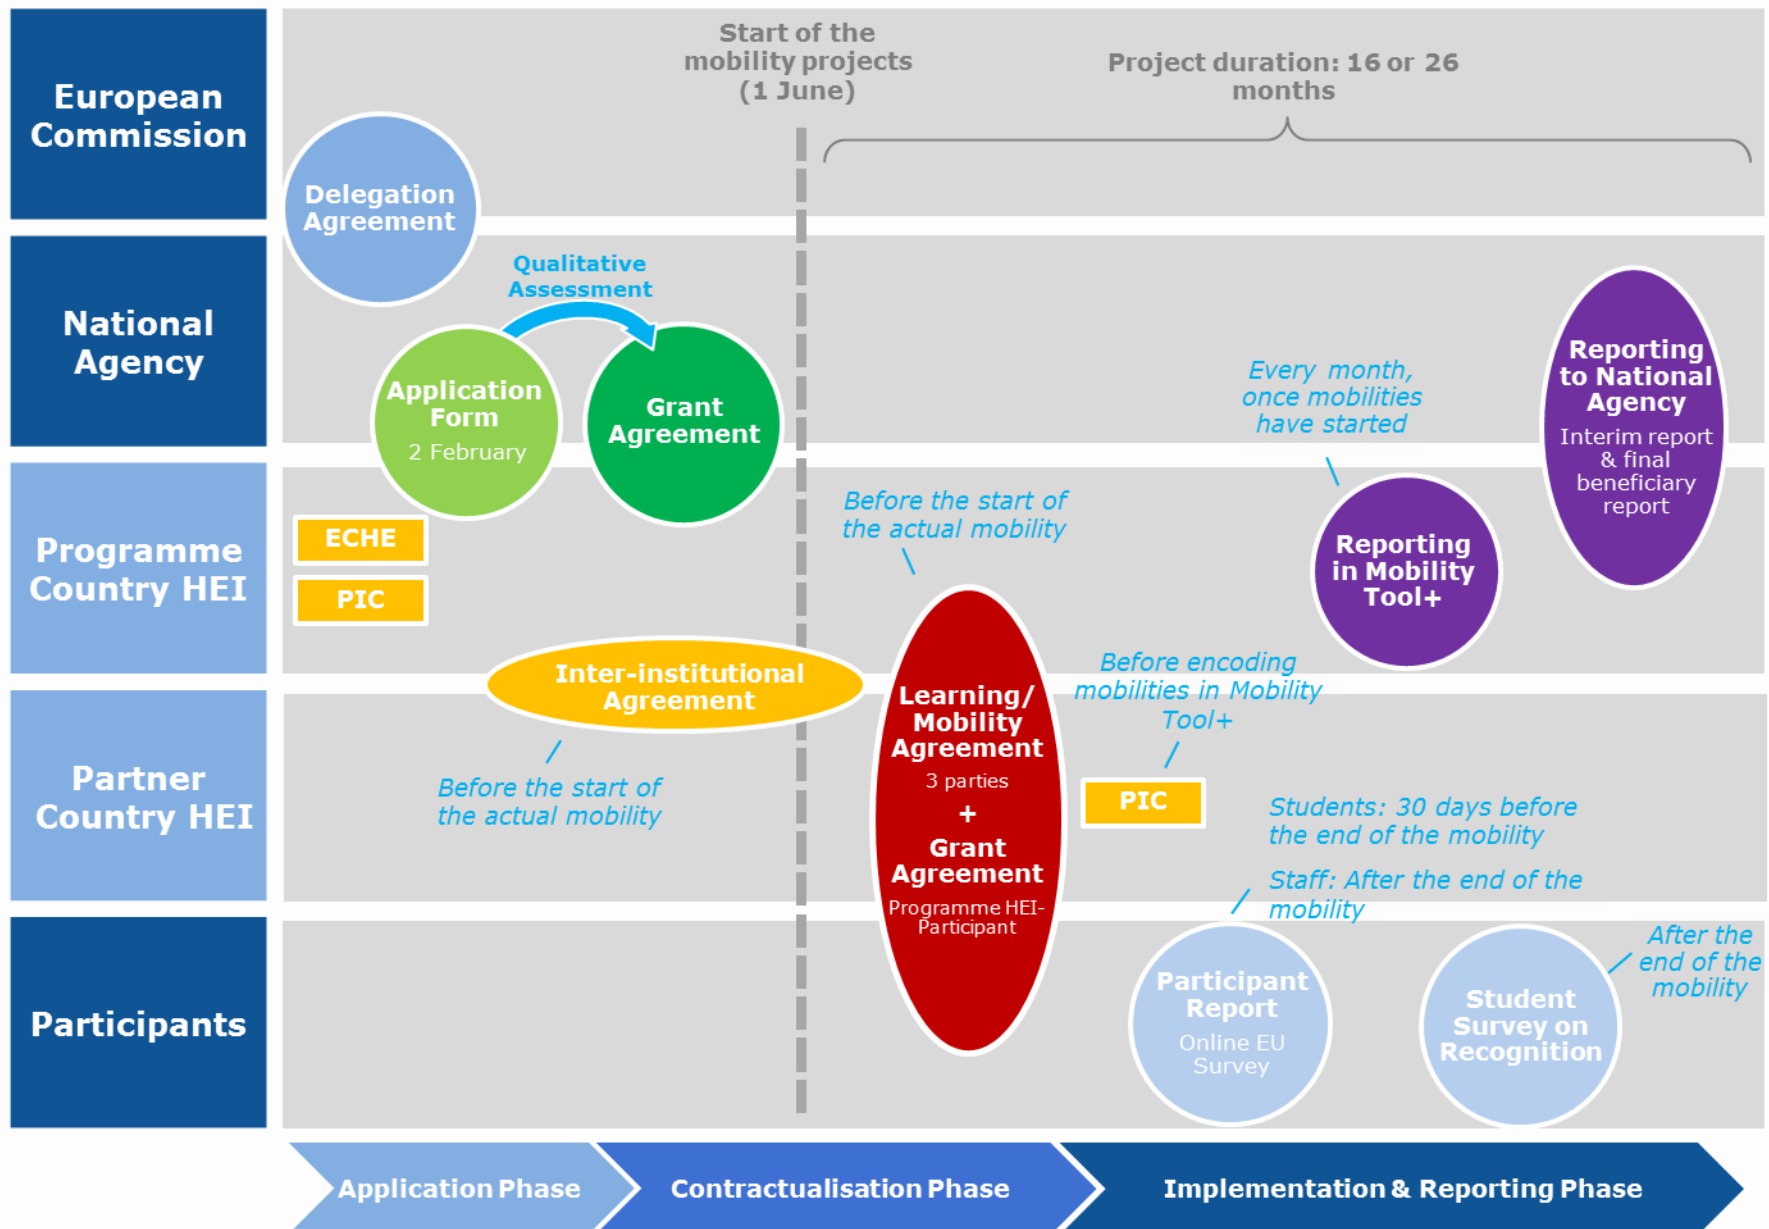 European
Commission
Start of the
mobility projects
(1 June)
Project duration: 16 or 26
months
Delegation
Agreement
National
Agency
Qualitative
Assessment
Application
Form
2 February
Grant
Agreement
Every month,
once mobilities
have started
Reporting
to National
Agency
Interim report
& final
beneficiary
report
Programme
Country HEI
ECHE
PIC
Before the start of
the actual mobility
Reporting
in Mobility
Tool+
Inter-institutional
Agreement
Before encoding
mobilities in Mobility
Tool+
Partner
Country HEI
Before the start of
the actual mobility
Learning/
Mobility
Agreement
3 parties
+
Grant
Agreement
Programme HEI-
Participant
PIC
Students: 30 days before
the end of the mobility
Staff: After the end of the
mobility
Participants
Participant
Report
Online EU
Survey
Student
Survey on
Recognition
After the
end of the
mobility
Application Phase
Contractualisation Phase
Implementation & Reporting Phase